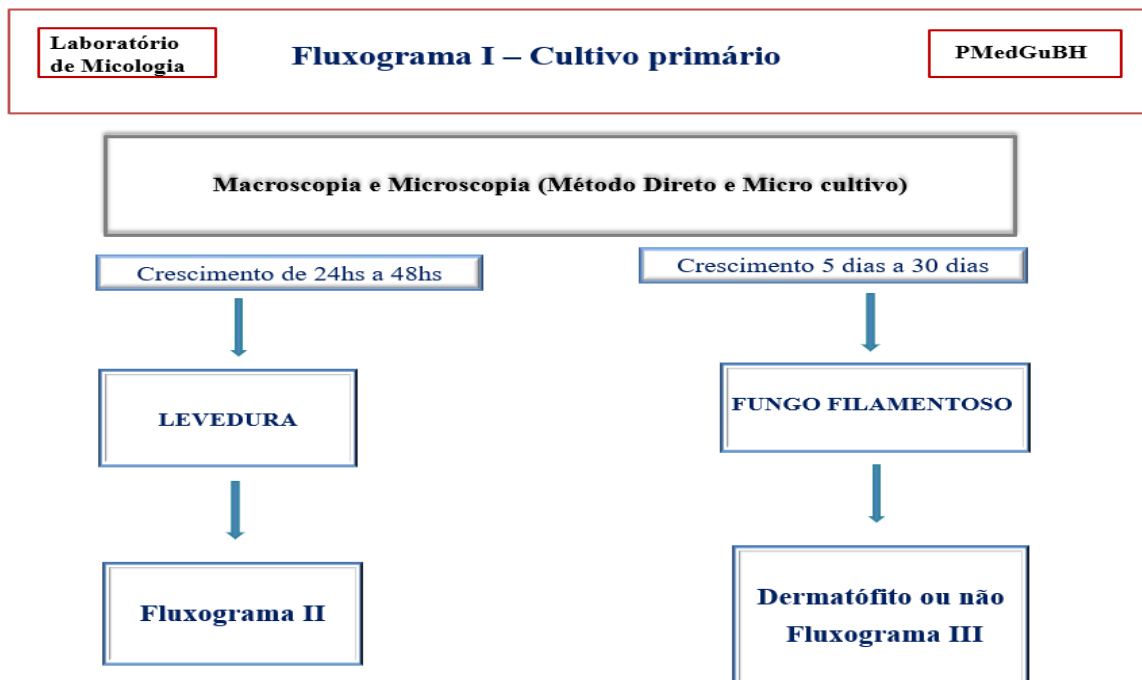 Laboratório
de Micologia
Fluxograma I – Cultivo primário
PMedGuBH
Macroscopia e Microscopia (Método Direto e Micro cultivo)
Crescimento de 24hs a 48hs
Crescimento 5 dias a 30 dias
LEVEDURA
FUNGO FILAMENTOSO
Fluxograma II
Dermatófito ou não
Fluxograma III